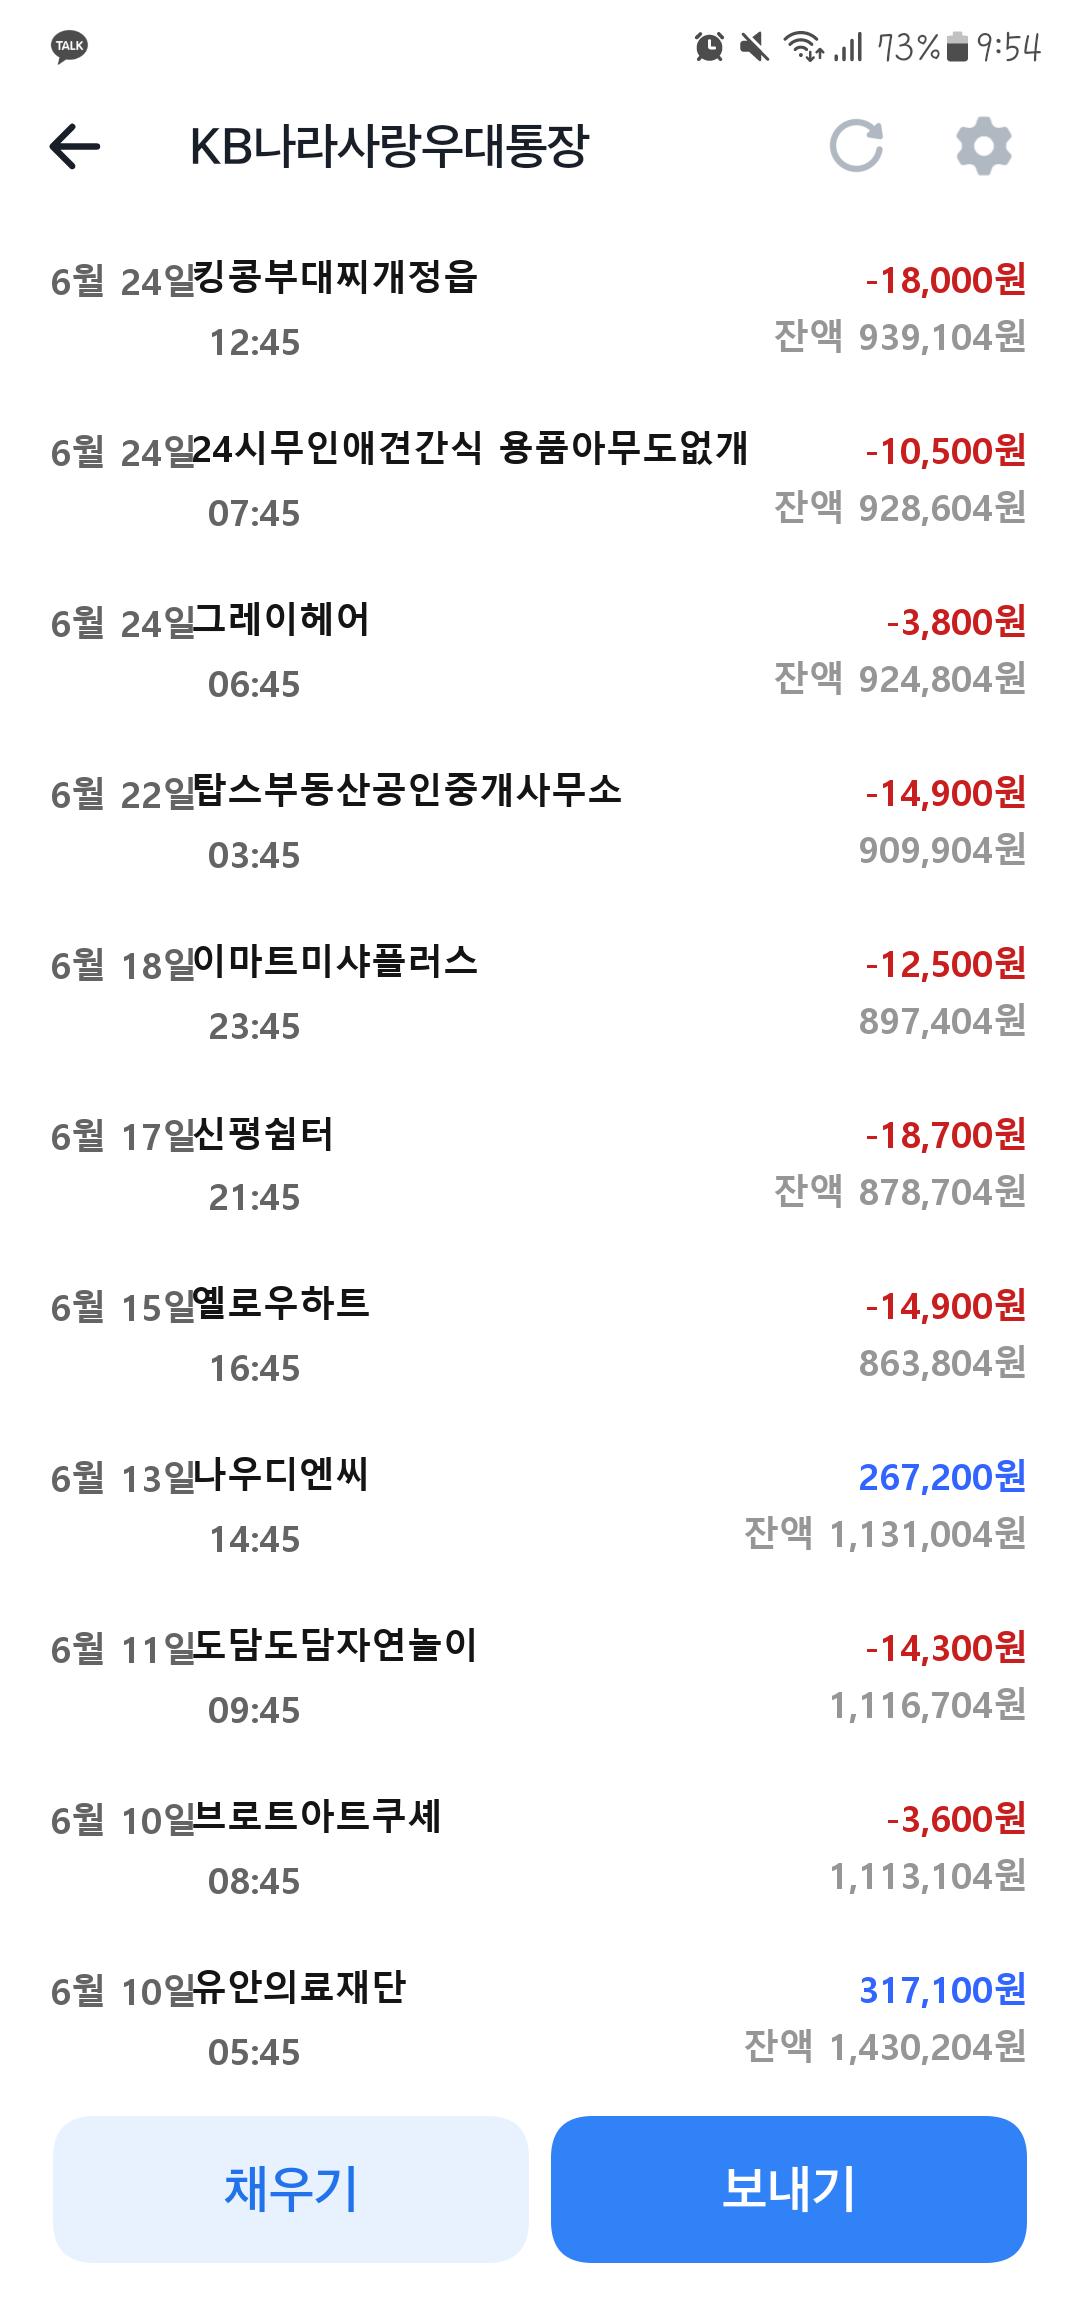 TALK 73% 9:54
KB나라사랑우대통장
6월 24일 킹콩부대찌개정읍 -18,000원
12:45 잔액 939,104원
6월 24일 24시무인애견간식 용품아무도없개 -10,500원
07:45 잔액 928,604원
6월 24일 그레이헤어 -3,800원
06:45 잔액 924,804원
6월 22일 탑스부동산공인중개사무소 -14,900원
03:45 909,904원
6월 18일 이마트미샤플러스 -12,500원
23:45 897,404원
6월 17일 신평쉼터 -18,700원
21:45 잔액 878,704원
6월 15일 옐로우하트 -14,900원
16:45 863,804원
6월 13일 나우디엔씨 267,200원
14:45 잔액 1,131,004원
6월 11일 도담도담자연놀이 -14,300원
09:45 1,116,704원
6월 10일 브로트아트쿠셰 -3,600원
08:45 1,113,104원
6월 10일 유안의료재단 317,100원
05:45 잔액 1,430,204원
채우기 보내기